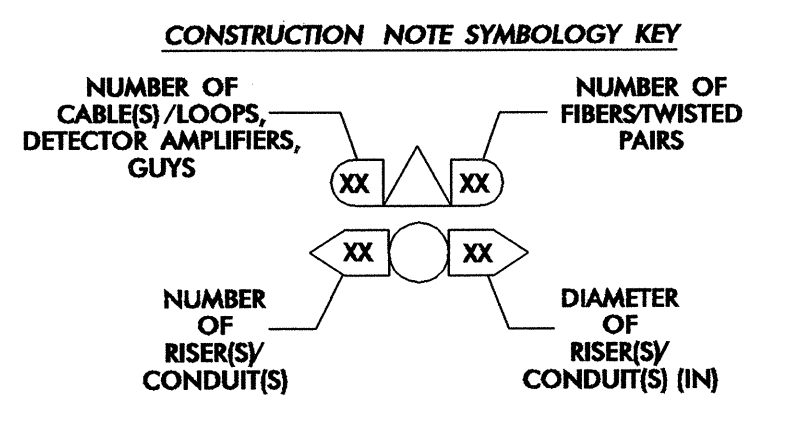 CONSTRUCTION NOTE SYMBOLOGY KEY
NUMBER OF
CABLE(S)/LOOPS,
DETECTOR AMPLIFIERS,
GUYS
NUMBER OF
FIBERS/TWISTED
PAIRS
XX XX
XX XX
NUMBER
OF
RISER(S)/
CONDUIT(S)
DIAMETER
OF
RISER(S)/
CONDUIT(S) (IN)